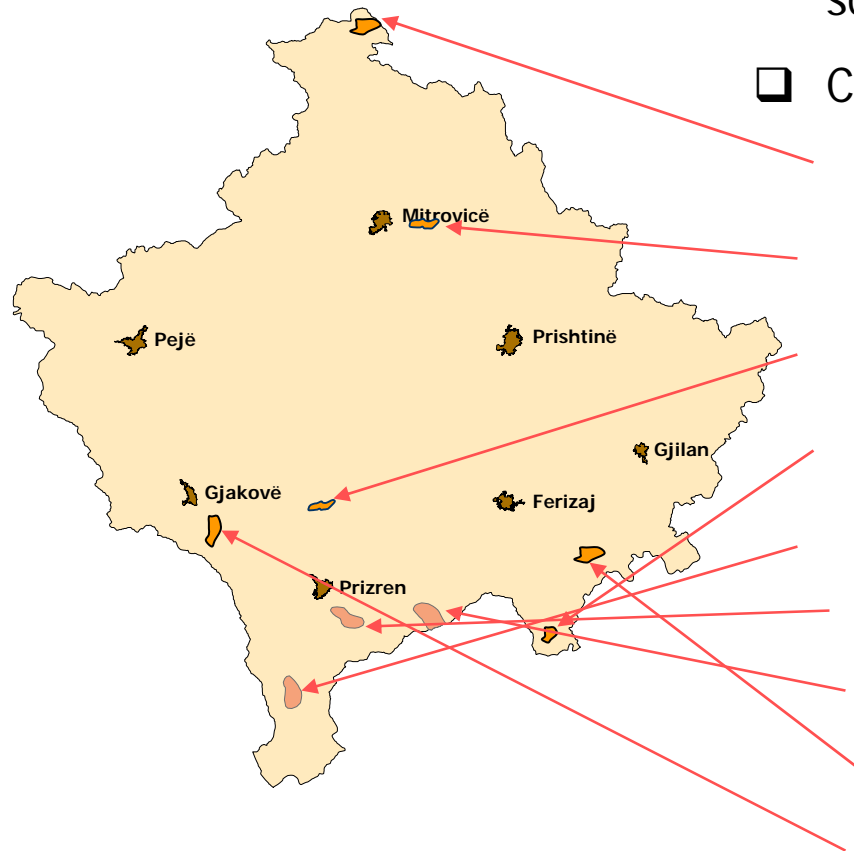 C
Mitrovicë
Pejë
Prishtinë
Gjilan
Gjakovë
Ferizaj
Prizren